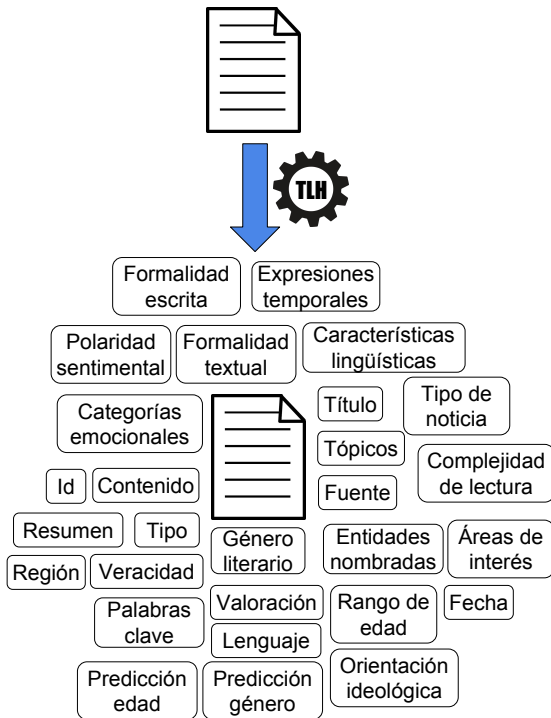 TLH
Formalidad
escrita
Expresiones
temporales
Polaridad
sentimental
Formalidad
textual
Características
lingüísticas
Categorías
emocionales
Título
Tipo de
noticia
Tópicos
Complejidad
de lectura
Id
Contenido
Fuente
Resumen
Tipo
Género
literario
Entidades
nombradas
Áreas de
interés
Región
Veracidad
Palabras
clave
Valoración
Rango de
edad
Fecha
Lenguaje
Predicción
edad
Predicción
género
Orientación
ideológica